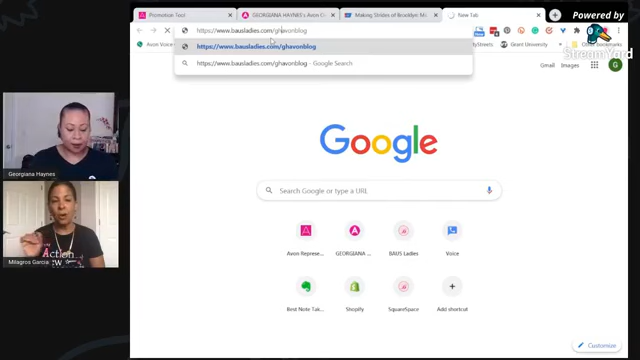 Promotion Tool
GEORGIANA HAYNES's Avon O
Making Strides of Brooklyn M
New Tab
Powered by
StreamYard
https://www.bausladies.com/ghavonblog
Avon Voice
Streets
Grant University
Other bookmarks
https://www.bausladies.com/ghavonblog
https://www.bausladies.com/ghavonblog - Google Search
Gmail
Images
G
Google
Georgiana Haynes
Search Google or type a URL
Action
Milagros Garcia
Avon Represe...
GEORGIANA ...
BAUS Ladies
Voice
Best Note Tak...
Shopify
SquareSpace
Add shortcut
Customize